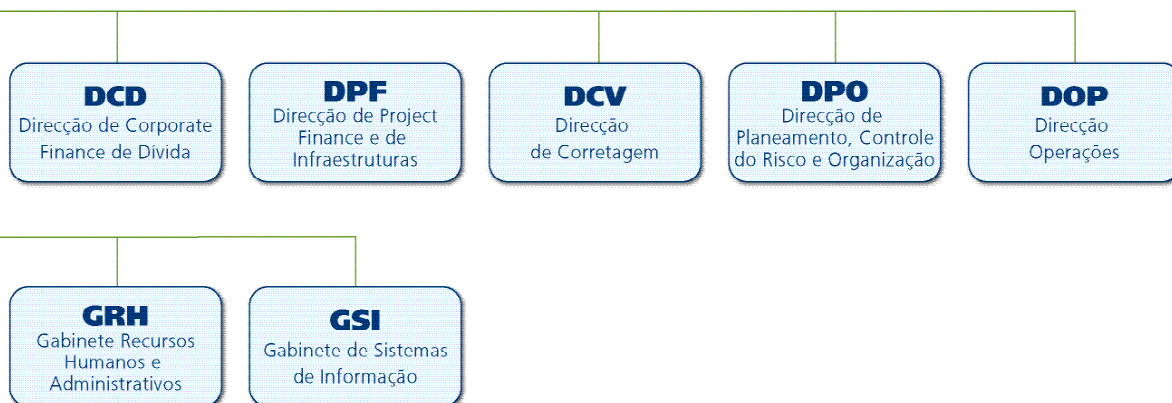 DCD
Direcção de Corporate
Finance de Dívida
DPF
Direcção de Project
Finance e de
Infraestruturas
DCV
Direcção
de Corretagem
DPO
Direcção de
Planeamento, Controle
do Risco e Organização
DOP
Direcção
Operações
GRH
Gabinete Recursos
Humanos e
Administrativos
GSI
Gabinete de Sistemas
de Informação